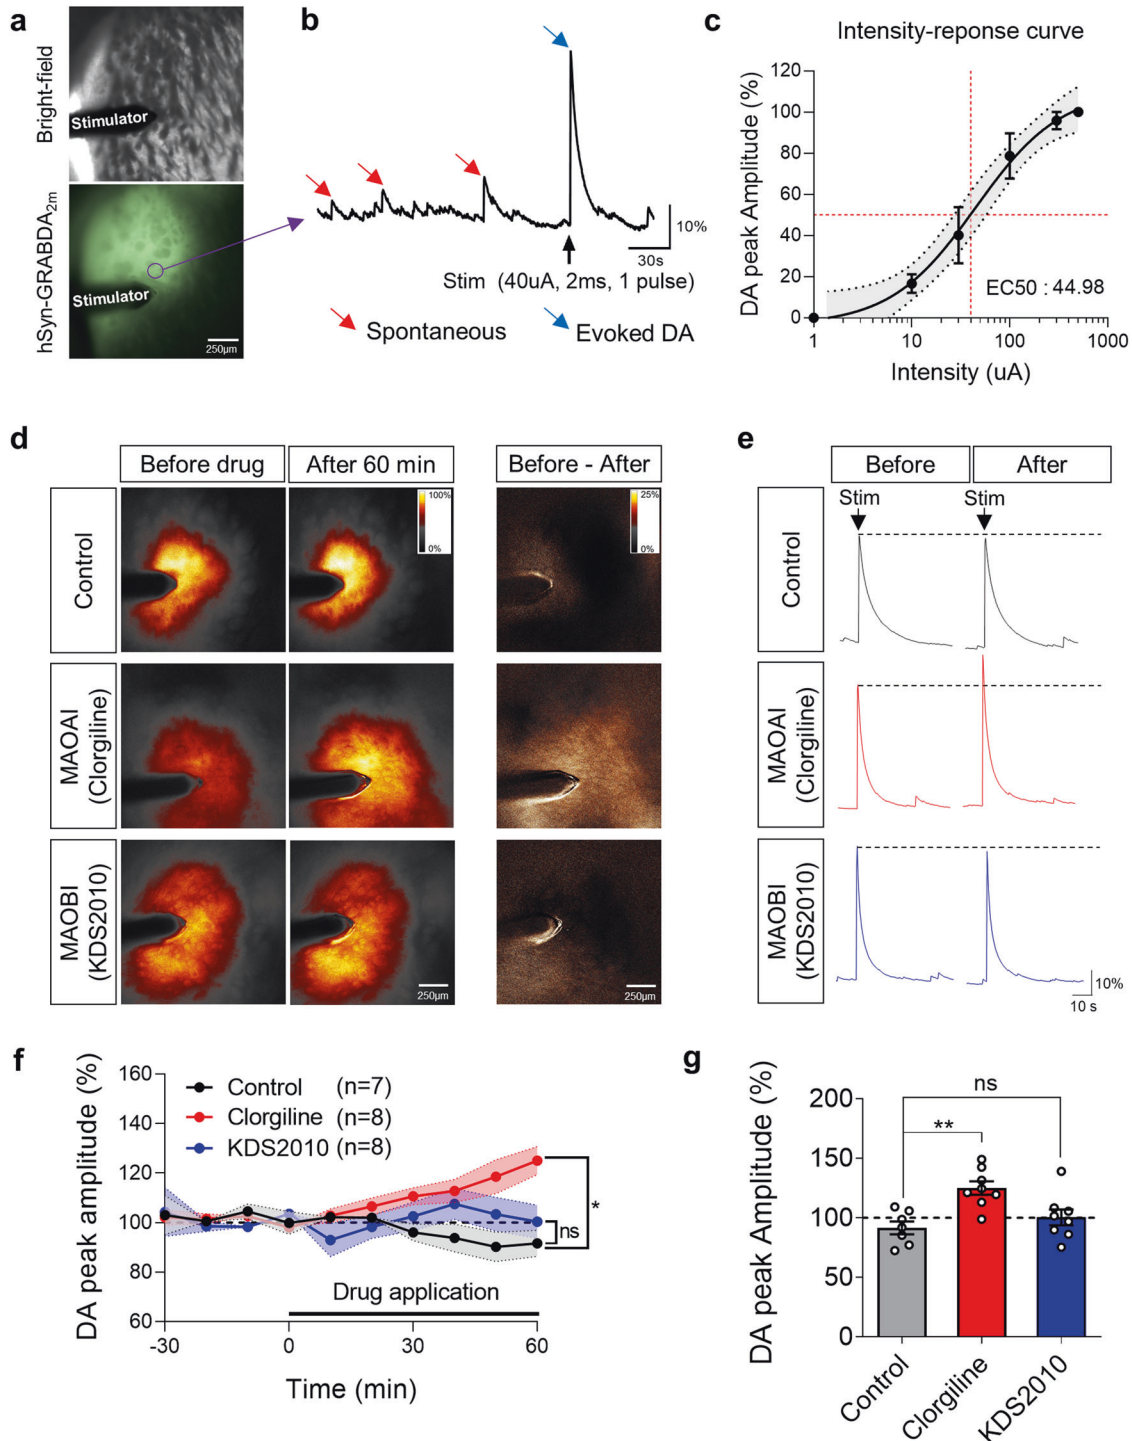 a
Bright-field
Stimulator
hSyn-GRABDA2m
Stimulator
250µm
b
10%
30s
Stim (40uA, 2ms, 1 pulse)
Spontaneous
Evoked DA
c
Intensity-reponse curve
DA peak Amplitude (%)
120
100
80
60
40
20
0
EC50 : 44.98
1
10
100
1000
Intensity (uA)
d
Before drug
After 60 min
Before - After
Control
100%
0%
25%
0%
MAOAI
(Clorgiline)
MAOBI
(KDS2010)
250µm
250µm
e
Before
After
Stim
Stim
Control
MAOAI
(Clorgiline)
MAOBI
(KDS2010)
10%
10 s
f
DA peak amplitude (%)
160
140
120
100
80
60
Control (n=7)
Clorgiline (n=8)
KDS2010 (n=8)
*
ns
Drug application
-30
0
30
60
Time (min)
g
DA peak Amplitude (%)
200
150
100
50
0
ns
**
Control
Clorgiline
KDS2010